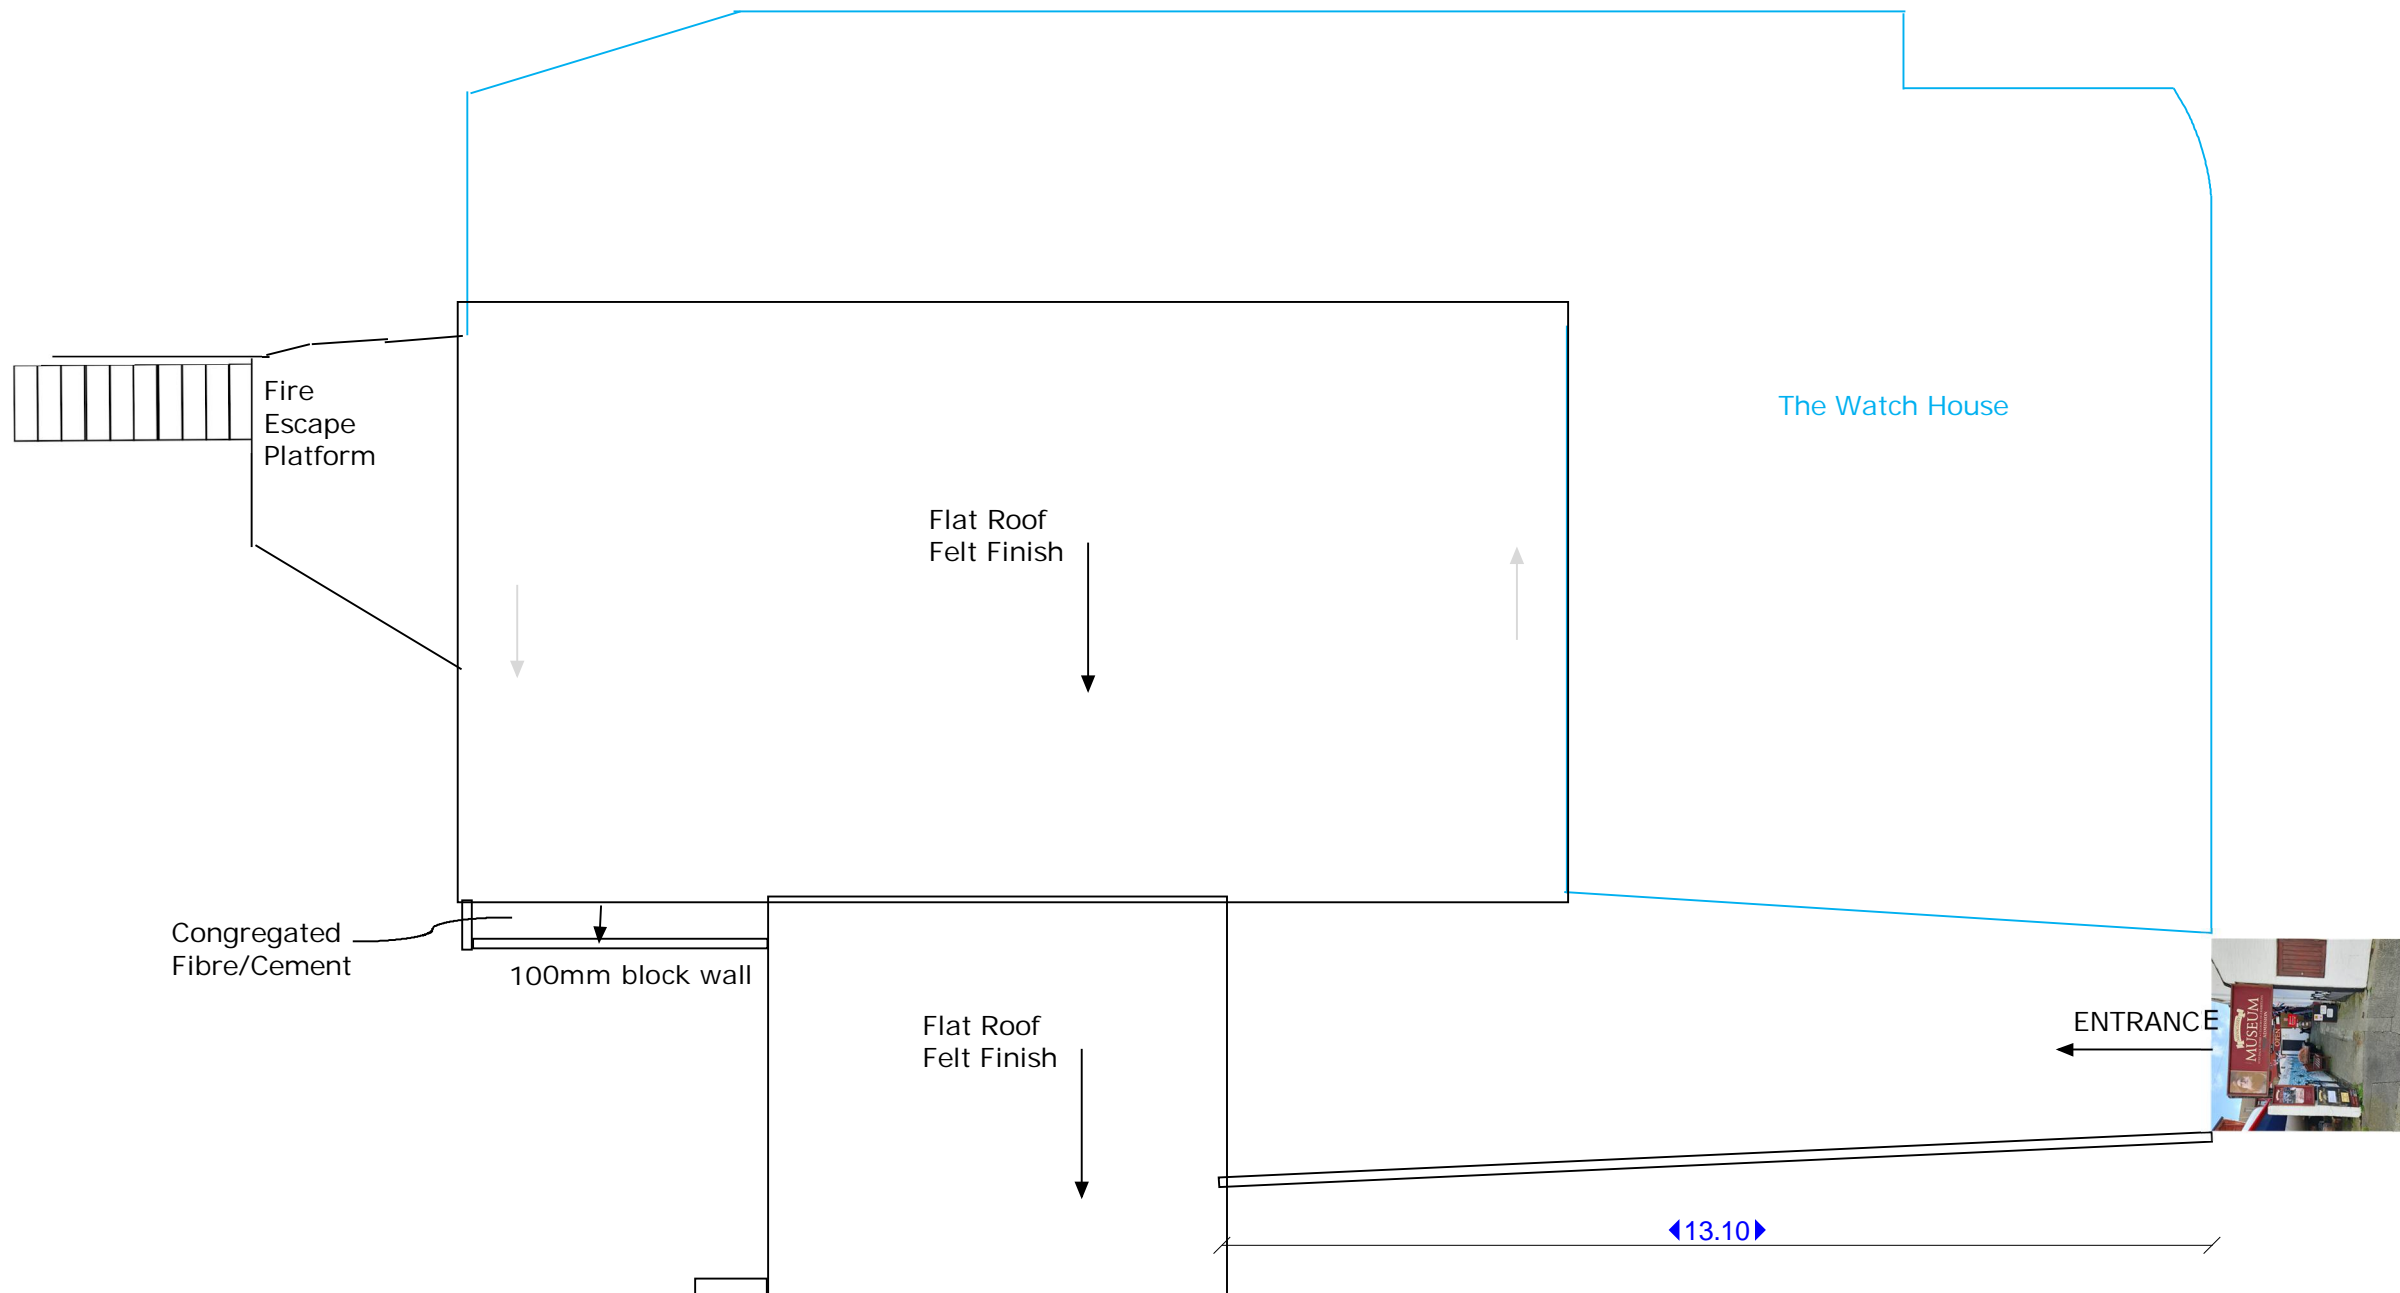 The Watch House
Fire
Escape
Platform
Flat Roof
Felt Finish
Congregated
Fibre/Cement
100mm block wall
Flat Roof
Felt Finish
ENTRANCE
MUSEUM
OPEN
13.10